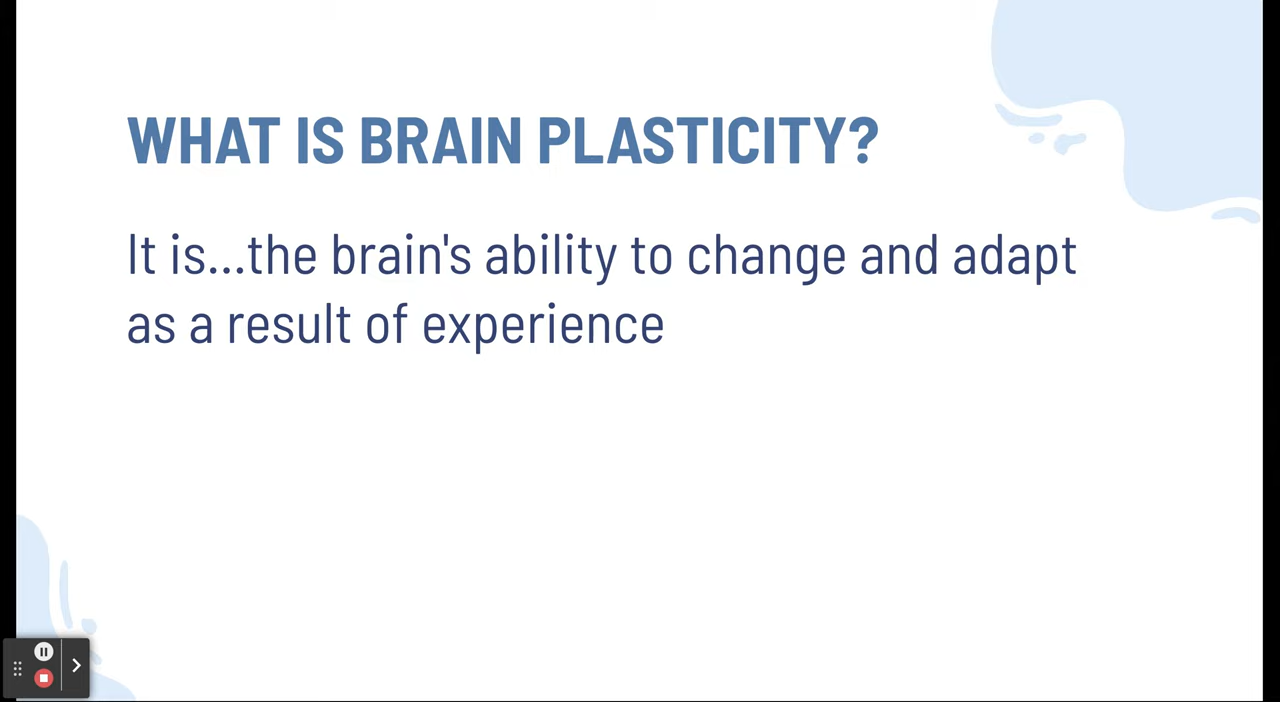 WHAT IS BRAIN PLASTICITY?
It is...the brain's ability to change and adapt
as a result of experience